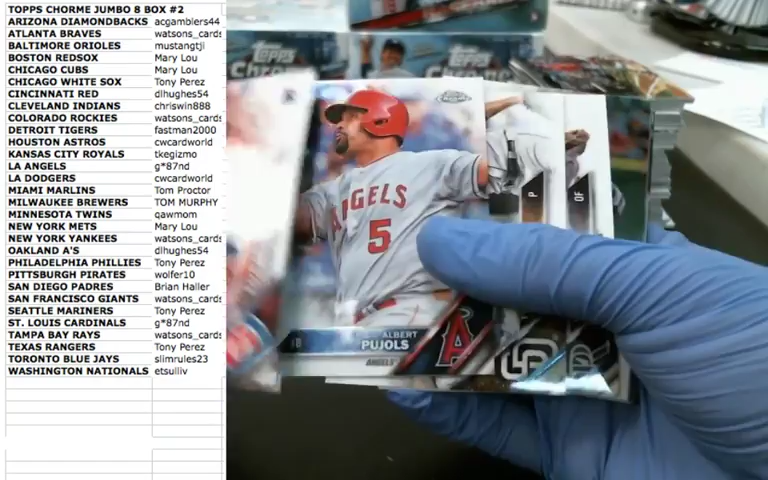 TOPPS CHORME JUMBO 8 BOX #2
ARIZONA DIAMONDBACKS acgamblers44
ATLANTA BRAVES watsons_cards
BALTIMORE ORIOLES mustangtji
BOSTON REDSOX Mary Lou
CHICAGO CUBS Mary Lou
CHICAGO WHITE SOX Tony Perez
CINCINNATI RED dlhughes54
CLEVELAND INDIANS chriswin888
COLORADO ROCKIES watsons_cards
DETROIT TIGERS fastman2000
HOUSTON ASTROS cwcardworld
KANSAS CITY ROYALS tkegizmo
LA ANGELS g*87nd
LA DODGERS cwcardworld
MIAMI MARLINS Tom Proctor
MILWAUKEE BREWERS TOM MURPHY
MINNESOTA TWINS qawmom
NEW YORK METS Mary Lou
NEW YORK YANKEES watsons_cards
OAKLAND A'S dlhughes54
PHILADELPHIA PHILLIES Tony Perez
PITTSBURGH PIRATES wolfer10
SAN DIEGO PADRES Brian Haller
SAN FRANCISCO GIANTS watsons_cards
SEATTLE MARINERS Tony Perez
ST. LOUIS CARDINALS g*87nd
TAMPA BAY RAYS watsons_cards
TEXAS RANGERS Tony Perez
TORONTO BLUE JAYS slimrules23
WASHINGTON NATIONALS etsulliv
Topps
Topps
ANGELS
5
P
OF
1B
ALBERT
PUJOLS
ANGELS
A
SD